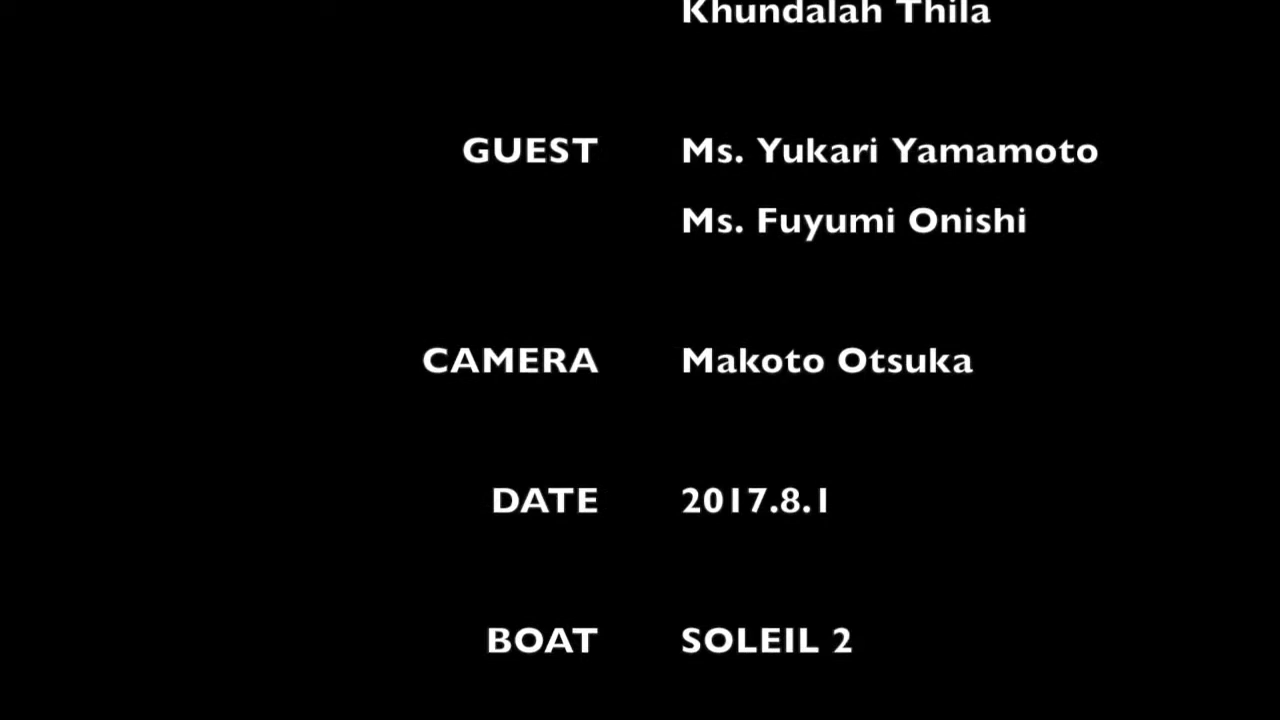 Khundalah Thila
GUEST Ms. Yukari Yamamoto
Ms. Fuyumi Onishi
CAMERA Makoto Otsuka
DATE 2017.8.1
BOAT SOLEIL 2